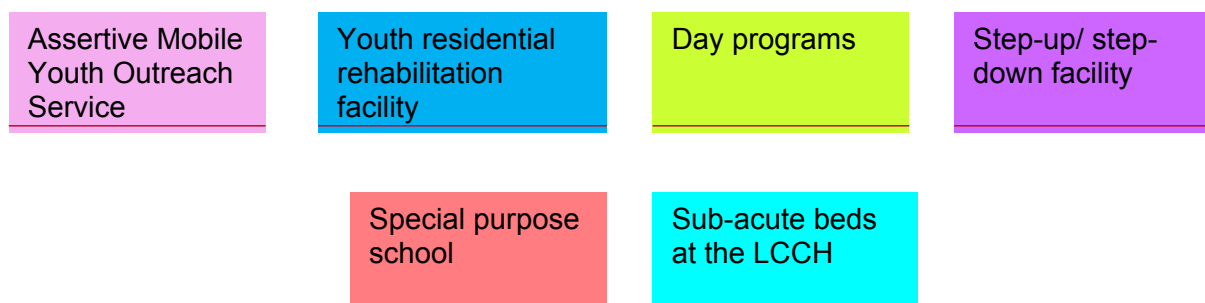 Assertive Mobile
Youth Outreach
Service
Youth residential
rehabilitation
facility
Day programs
Step-up/ step-
down facility
Special purpose
school
Sub-acute beds
at the LCCH